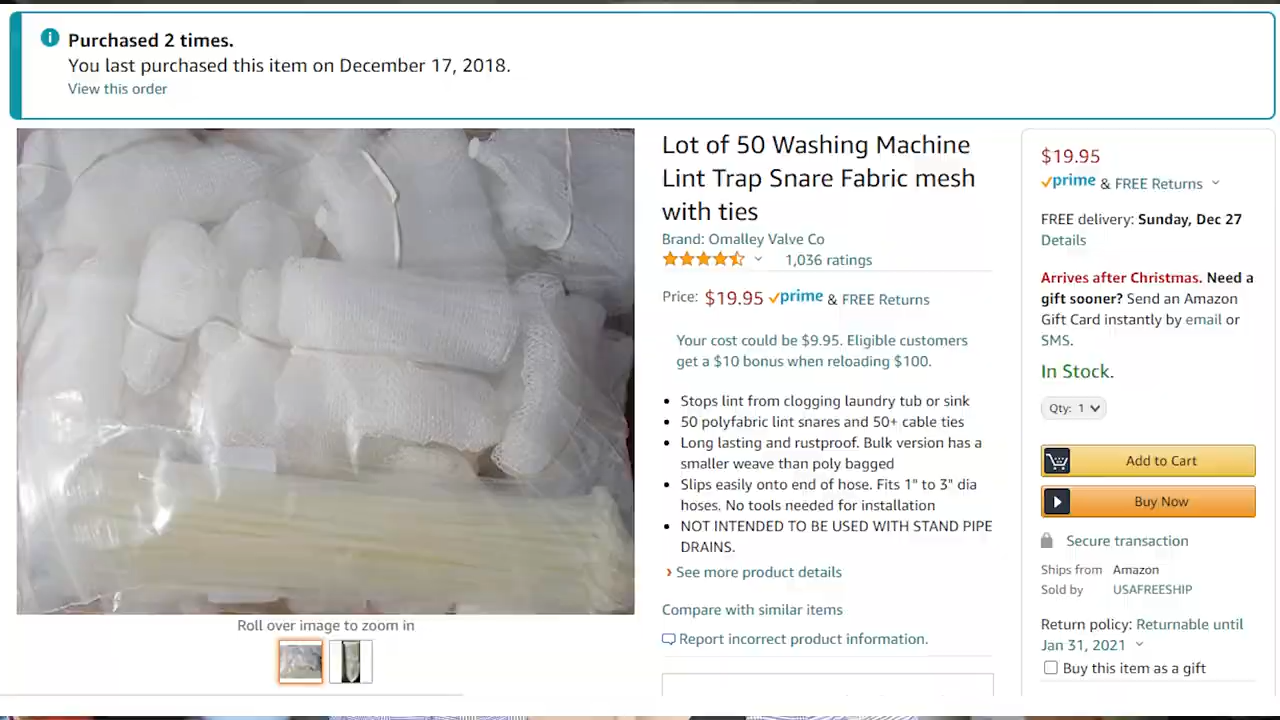 Purchased 2 times.
You last purchased this item on December 17, 2018.
View this order
Roll over image to zoom in
Lot of 50 Washing Machine
Lint Trap Snare Fabric mesh
with ties
Brand: Omalley Valve Co
1,036 ratings
Price: $19.95 prime & FREE Returns
Your cost could be $9.95. Eligible customers
get a $10 bonus when reloading $100.
Stops lint from clogging laundry tub or sink
50 polyfabric lint snares and 50+ cable ties
Long lasting and rustproof. Bulk version has a
smaller weave than poly bagged
Slips easily onto end of hose. Fits 1" to 3" dia
hoses. No tools needed for installation
NOT INTENDED TO BE USED WITH STAND PIPE
DRAINS.
› See more product details
Compare with similar items
Report incorrect product information.
$19.95
prime & FREE Returns
FREE delivery: Sunday, Dec 27
Details
Arrives after Christmas. Need a
gift sooner? Send an Amazon
Gift Card instantly by email or
SMS.
In Stock.
Qty: 1
Add to Cart
Buy Now
Secure transaction
Ships from Amazon
Sold by USAFREESHIP
Return policy: Returnable until
Jan 31, 2021
Buy this item as a gift